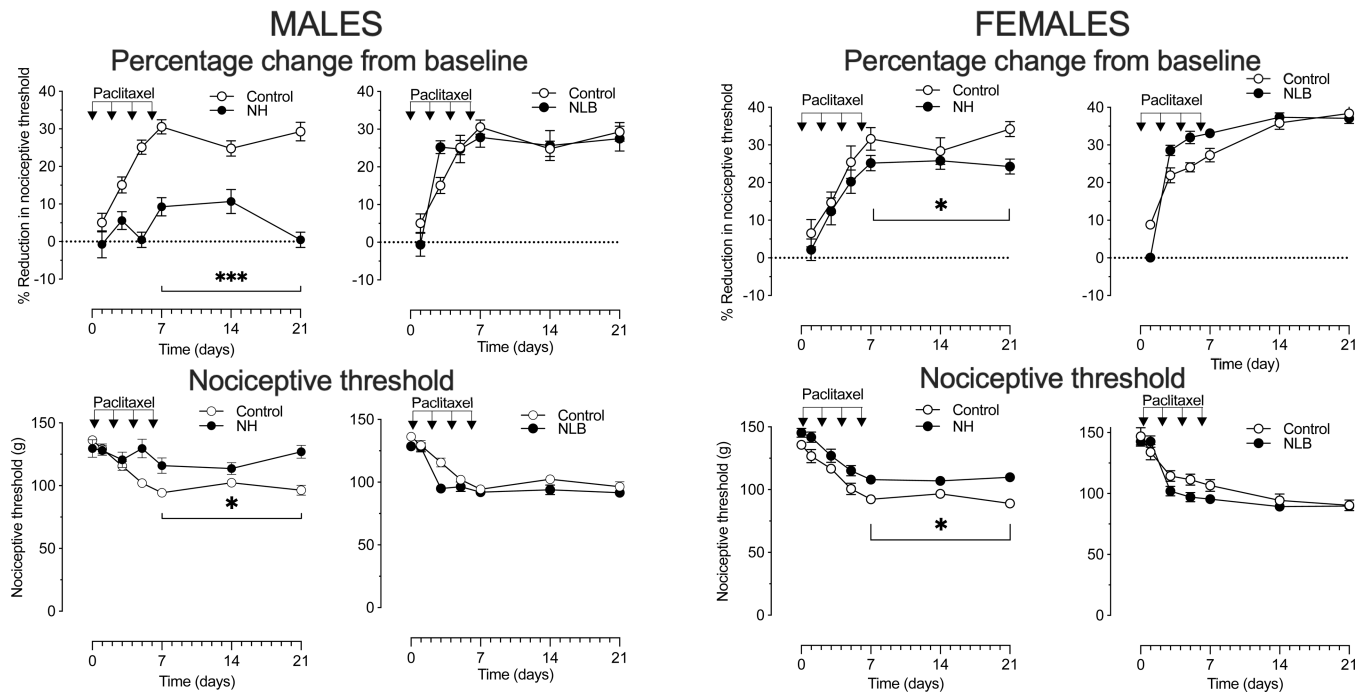 MALES
Percentage change from baseline
% Reduction in nociceptive threshold
Paclitaxel
Control
NH
40
30
20
10
0
-10
***
0 7 14 21
Time (days)
Paclitaxel
Control
NLB
40
30
20
10
0
-10
0 7 14 21
Time (days)
Nociceptive threshold
Nociceptive threshold (g)
Paclitaxel
Control
NH
150
100
50
0
*
0 7 14 21
Time (days)
Paclitaxel
Control
NLB
150
100
50
0
0 7 14 21
Time (days)
FEMALES
Percentage change from baseline
% Reduction in nociceptive threshold
Paclitaxel
Control
NH
40
30
20
10
0
-10
*
0 7 14 21
Paclitaxel
Control
NLB
40
30
20
10
0
-10
0 7 14 21
Time (day)
Nociceptive threshold
Nociceptive threshold (g)
Paclitaxel
Control
NH
150
100
50
0
*
0 7 14 21
Time (days)
Paclitaxel
Control
NLB
150
100
50
0
0 7 14 21
Time (days)